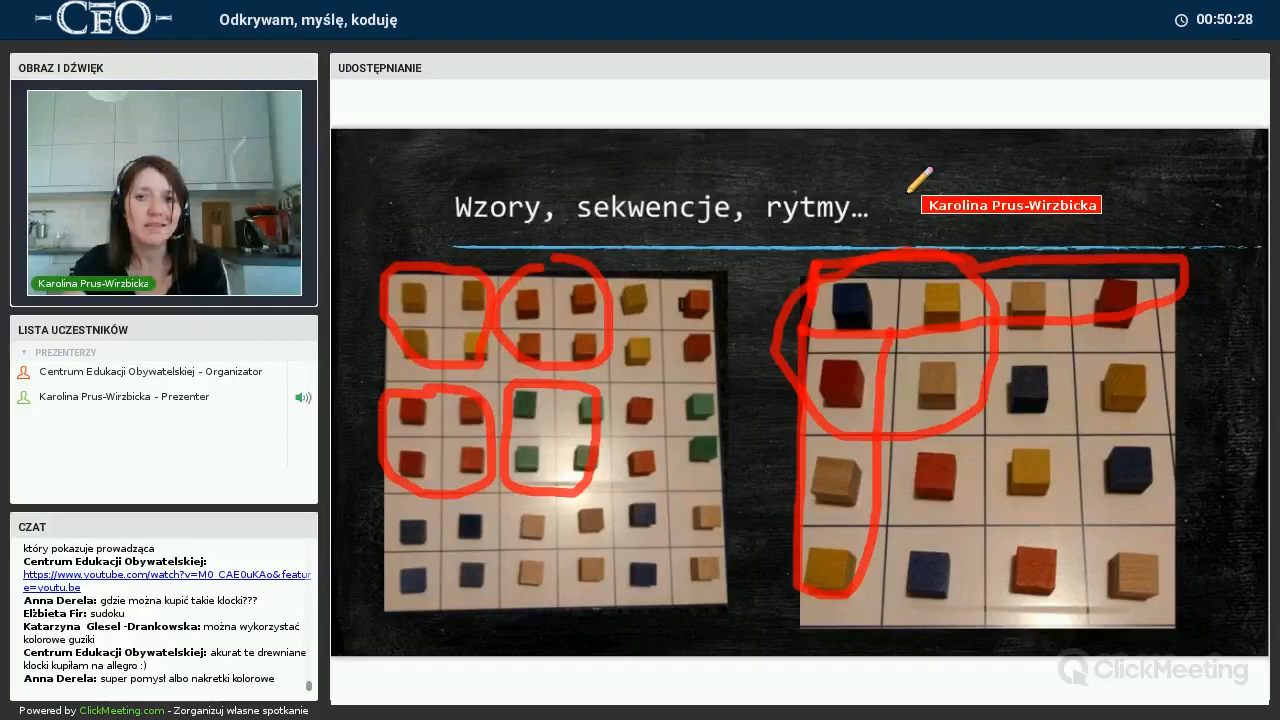 CEO
Odkrywam, myślę, koduję
00:50:28
OBRAZ I DŹWIĘK
Karolina Prus-Wirzbicka
LISTA UCZESTNIKÓW
PREZENTERZY
Centrum Edukacji Obywatelskiej - Organizator
Karolina Prus-Wirzbicka - Prezenter
CZAT
który pokazuje prowadząca
Centrum Edukacji Obywatelskiej:
https://www.youtube.com/watch?v=M0_CAE0uKAo&featur
e=youtu.be
Anna Derela: gdzie można kupić takie klocki???
Elżbieta Fir: sudoku
Katarzyna Glesel -Drankowska: można wykorzystać
kolorowe guziki
Centrum Edukacji Obywatelskiej: akurat te drewniane
klocki kupiłam na allegro :)
Anna Derela: super pomysł albo nakretki kolorowe
Powered by ClickMeeting.com - Zorganizuj własne spotkanie
UDOSTĘPNIANIE
Wzory, sekwencje, rytmy…
Karolina Prus-Wirzbicka
ClickMeeting